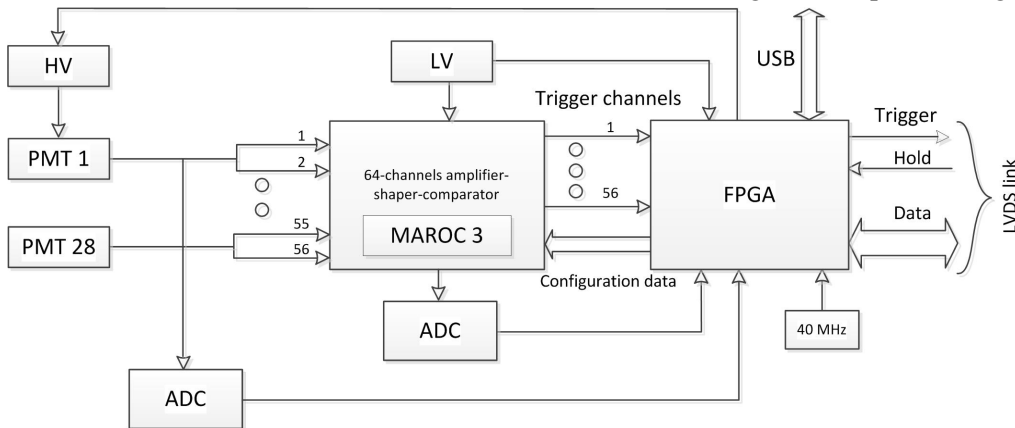 HV
LV
USB
Trigger channels
Trigger
PMT 1
1
2
64-channels amplifier-
shaper-comparator
MAROC 3
1
56
FPGA
Hold
Data
LVDS link
PMT 28
55
56
Configuration data
ADC
40 MHz
ADC